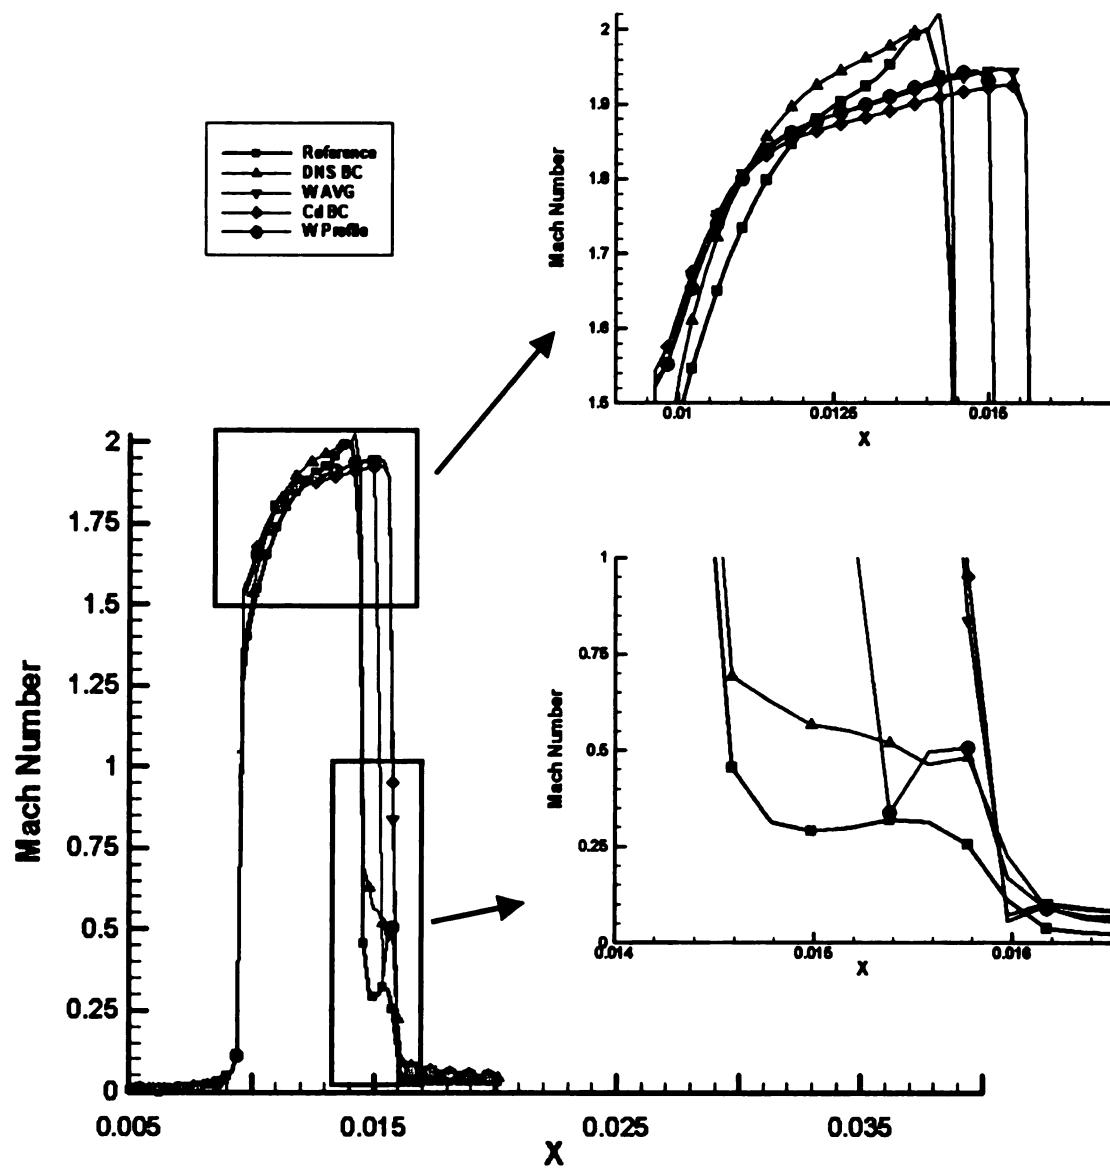 Reference
DNS BC
W AVG
Cd BC
W Profile
2
1.9
1.8
1.7
1.6
1.5
Mach Number
0.01
0.0125
0.015
X
2
1.75
1.5
1.25
1
0.75
0.5
0.25
0
Mach Number
0.005
0.015
0.025
0.035
X
1
0.75
0.5
0.25
0
Mach Number
0.014
0.015
0.016
X